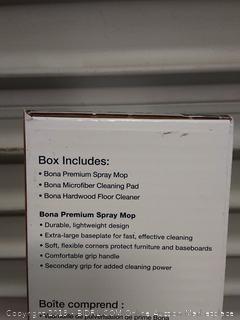 Box Includes:
• Bona Premium Spray Mop
• Bona Microfiber Cleaning Pad
• Bona Hardwood Floor Cleaner
Bona Premium Spray Mop
• Durable, lightweight design
• Extra-large baseplate for fast, effective cleaning
• Soft, flexible corners protect furniture and baseboards
• Comfortable grip handle
• Secondary grip for added cleaning power
Boîte comprend :